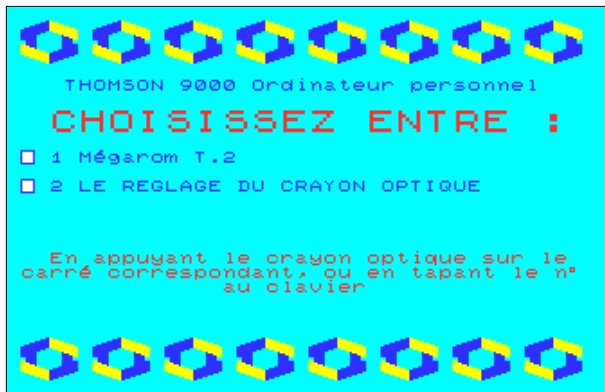 THOMSON 9000 Ordinateur personnel
CHOISISSEZ ENTRE :
1 Mégarom T.2
2 LE REGLAGE DU CRAYON OPTIQUE
En appuyant le crayon optique sur le
carré correspondant, ou en tapant le n°
au clavier